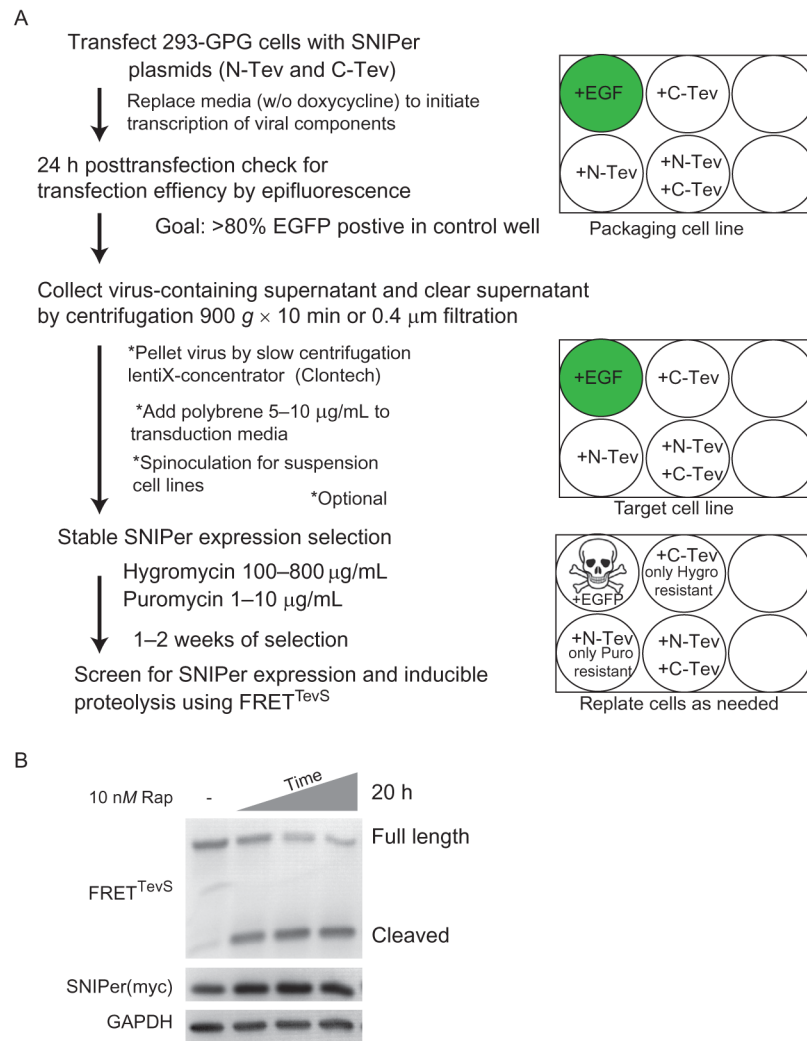 A
Transfect 293-GPG cells with SNIPer
plasmids (N-Tev and C-Tev)
Replace media (w/o doxycycline) to initiate
transcription of viral components
24 h posttransfection check for
transfection effiency by epifluorescence
Goal: >80% EGFP postive in control well
+EGF
+C-Tev
+N-Tev
+N-Tev
+C-Tev
Packaging cell line
Collect virus-containing supernatant and clear supernatant
by centrifugation 900 g × 10 min or 0.4 μm filtration
*Pellet virus by slow centrifugation
lentiX-concentrator (Clontech)
*Add polybrene 5–10 μg/mL to
transduction media
*Spinoculation for suspension
cell lines
*Optional
+EGF
+C-Tev
+N-Tev
+N-Tev
+C-Tev
Target cell line
Stable SNIPer expression selection
Hygromycin 100–800 μg/mL
Puromycin 1–10 μg/mL
1–2 weeks of selection
Screen for SNIPer expression and inducible
proteolysis using FRETTevS
+EGFP
+C-Tev
only Hygro
resistant
+N-Tev
only Puro
resistant
+N-Tev
+C-Tev
Replate cells as needed
B
10 nM Rap
-
Time
20 h
Full length
FRETTevS
Cleaved
SNIPer(myc)
GAPDH